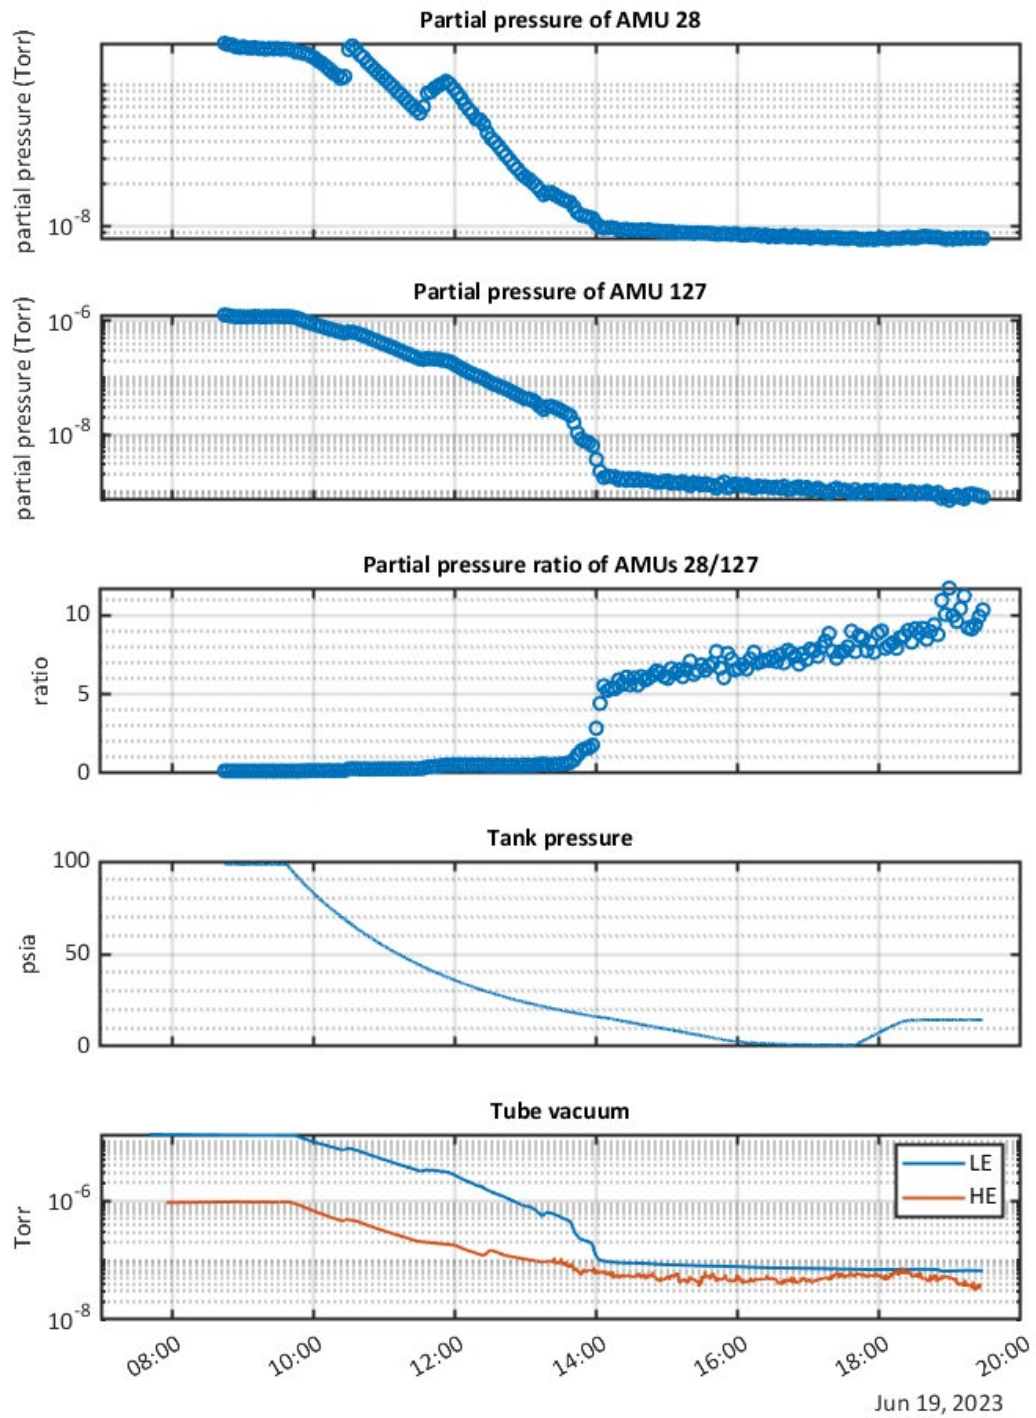 Partial pressure of AMU 28
partial pressure (Torr)
10-8
Partial pressure of AMU 127
partial pressure (Torr)
10-6
10-8
Partial pressure ratio of AMUs 28/127
ratio
10
5
0
Tank pressure
psia
100
50
0
Tube vacuum
Torr
10-6
10-8
LE
HE
08:00 10:00 12:00 14:00 16:00 18:00 20:00
Jun 19, 2023